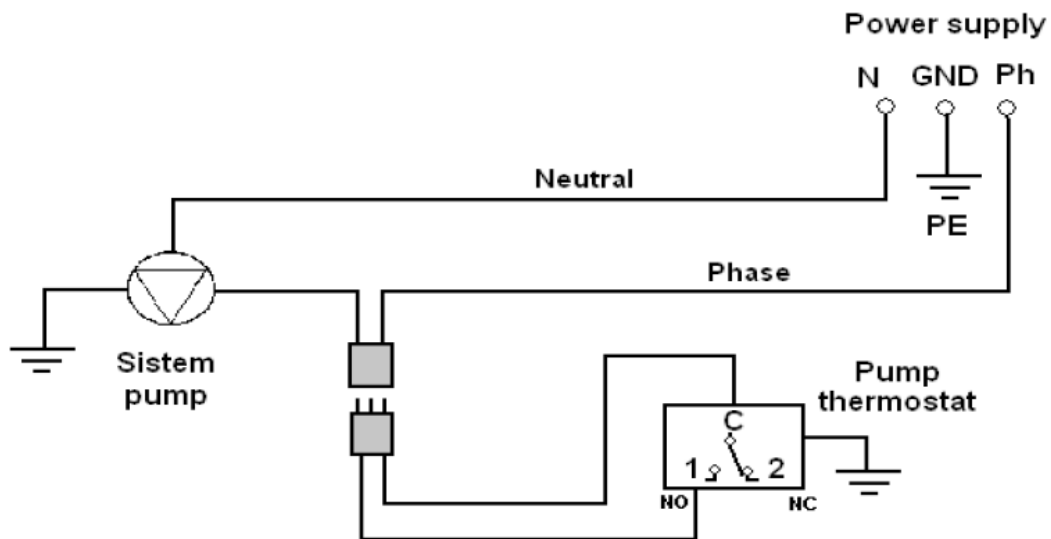 Power supply
N GND Ph
Neutral
PE
Phase
Sistem
pump
Pump
thermostat
C
1 2
NO NC